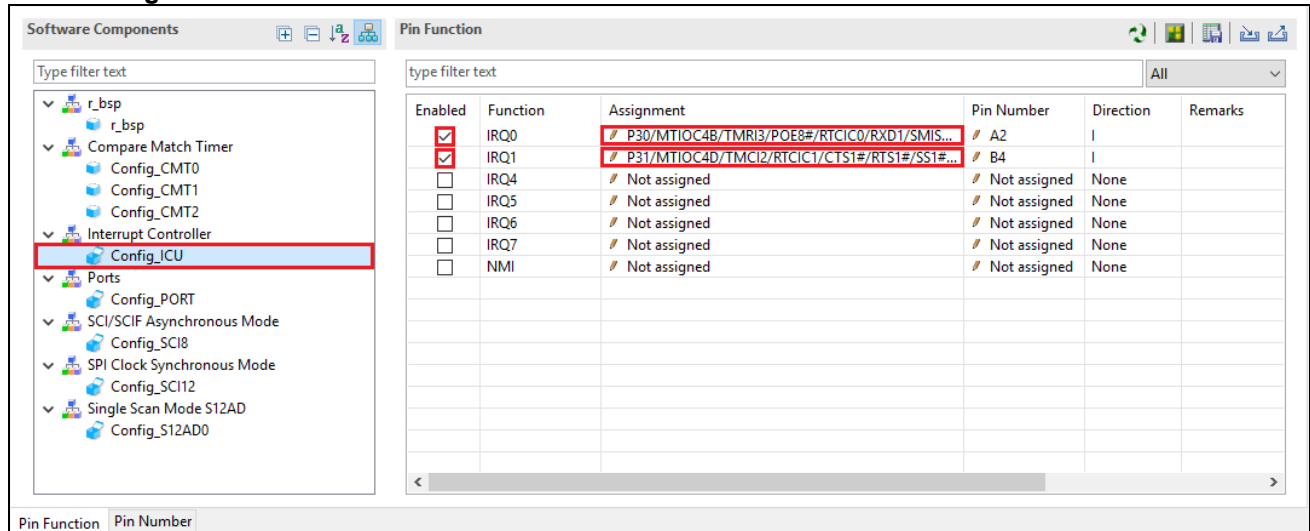 Software Components
Type filter text
r_bsp
r_bsp
Compare Match Timer
Config_CMT0
Config_CMT1
Config_CMT2
Interrupt Controller
Config_ICU
Ports
Config_PORT
SCI/SCIF Asynchronous Mode
Config_SCI8
SPI Clock Synchronous Mode
Config_SCI12
Single Scan Mode S12AD
Config_S12AD0
Pin Function
type filter text All
Enabled Function Assignment Pin Number Direction Remarks
IRQ0 P30/MTIOC4B/TMRI3/POE8#/RTCIC0/RXD1/SMIS... A2 I
IRQ1 P31/MTIOC4D/TMCI2/RTCIC1/CTS1#/RTS1#/SS1#... B4 I
IRQ4 Not assigned Not assigned None
IRQ5 Not assigned Not assigned None
IRQ6 Not assigned Not assigned None
IRQ7 Not assigned Not assigned None
NMI Not assigned Not assigned None
Pin Function Pin Number